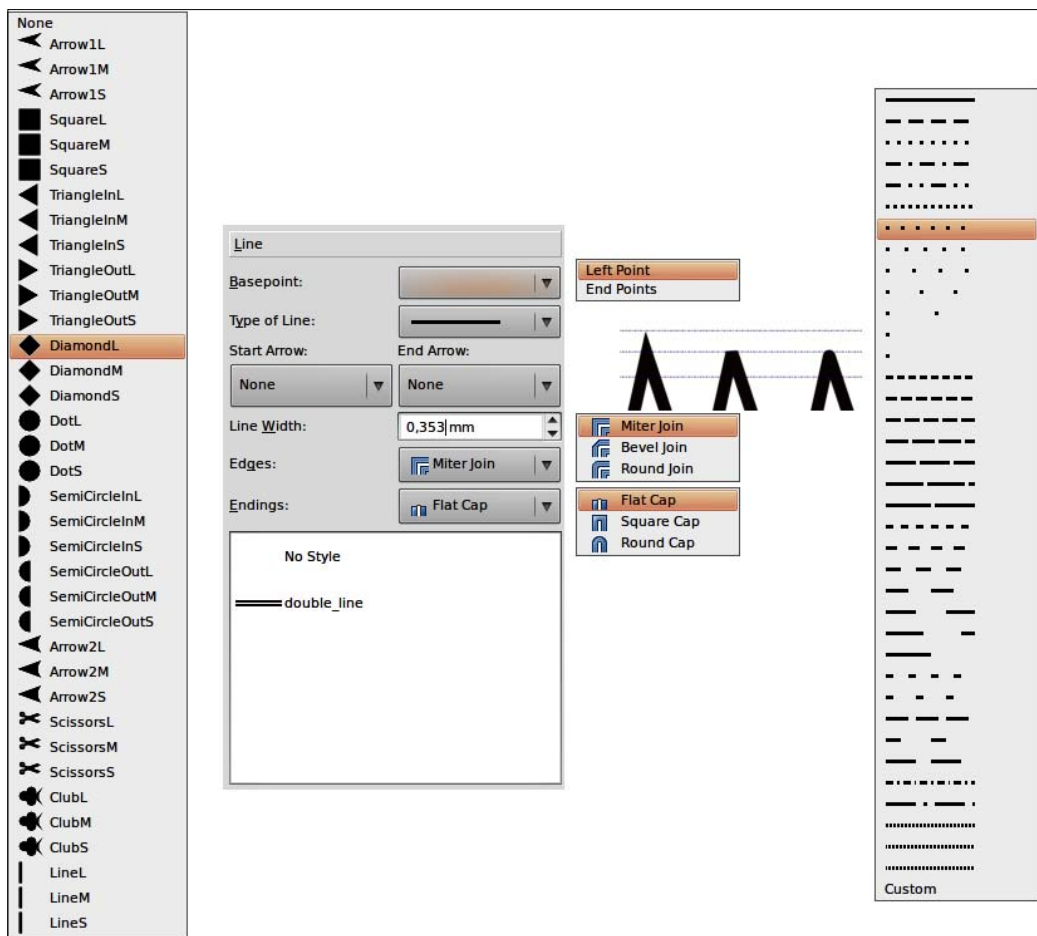 None
Arrow1L
Arrow1M
Arrow1S
SquareL
SquareM
SquareS
TriangleInL
TriangleInM
TriangleInS
TriangleOutL
TriangleOutM
TriangleOutS
DiamondL
DiamondM
DiamondS
DotL
DotM
DotS
SemiCircleInL
SemiCircleInM
SemiCircleInS
SemiCircleOutL
SemiCircleOutM
SemiCircleOutS
Arrow2L
Arrow2M
Arrow2S
ScissorsL
ScissorsM
ScissorsS
ClubL
ClubM
ClubS
LineL
LineM
LineS
Line
Basepoint:
Type of Line:
Start Arrow: End Arrow:
None None
Line Width: 0,353 mm
Edges: Miter Join
Endings: Flat Cap
No Style
double_line
Left Point
End Points
Miter Join
Bevel Join
Round Join
Flat Cap
Square Cap
Round Cap
Custom